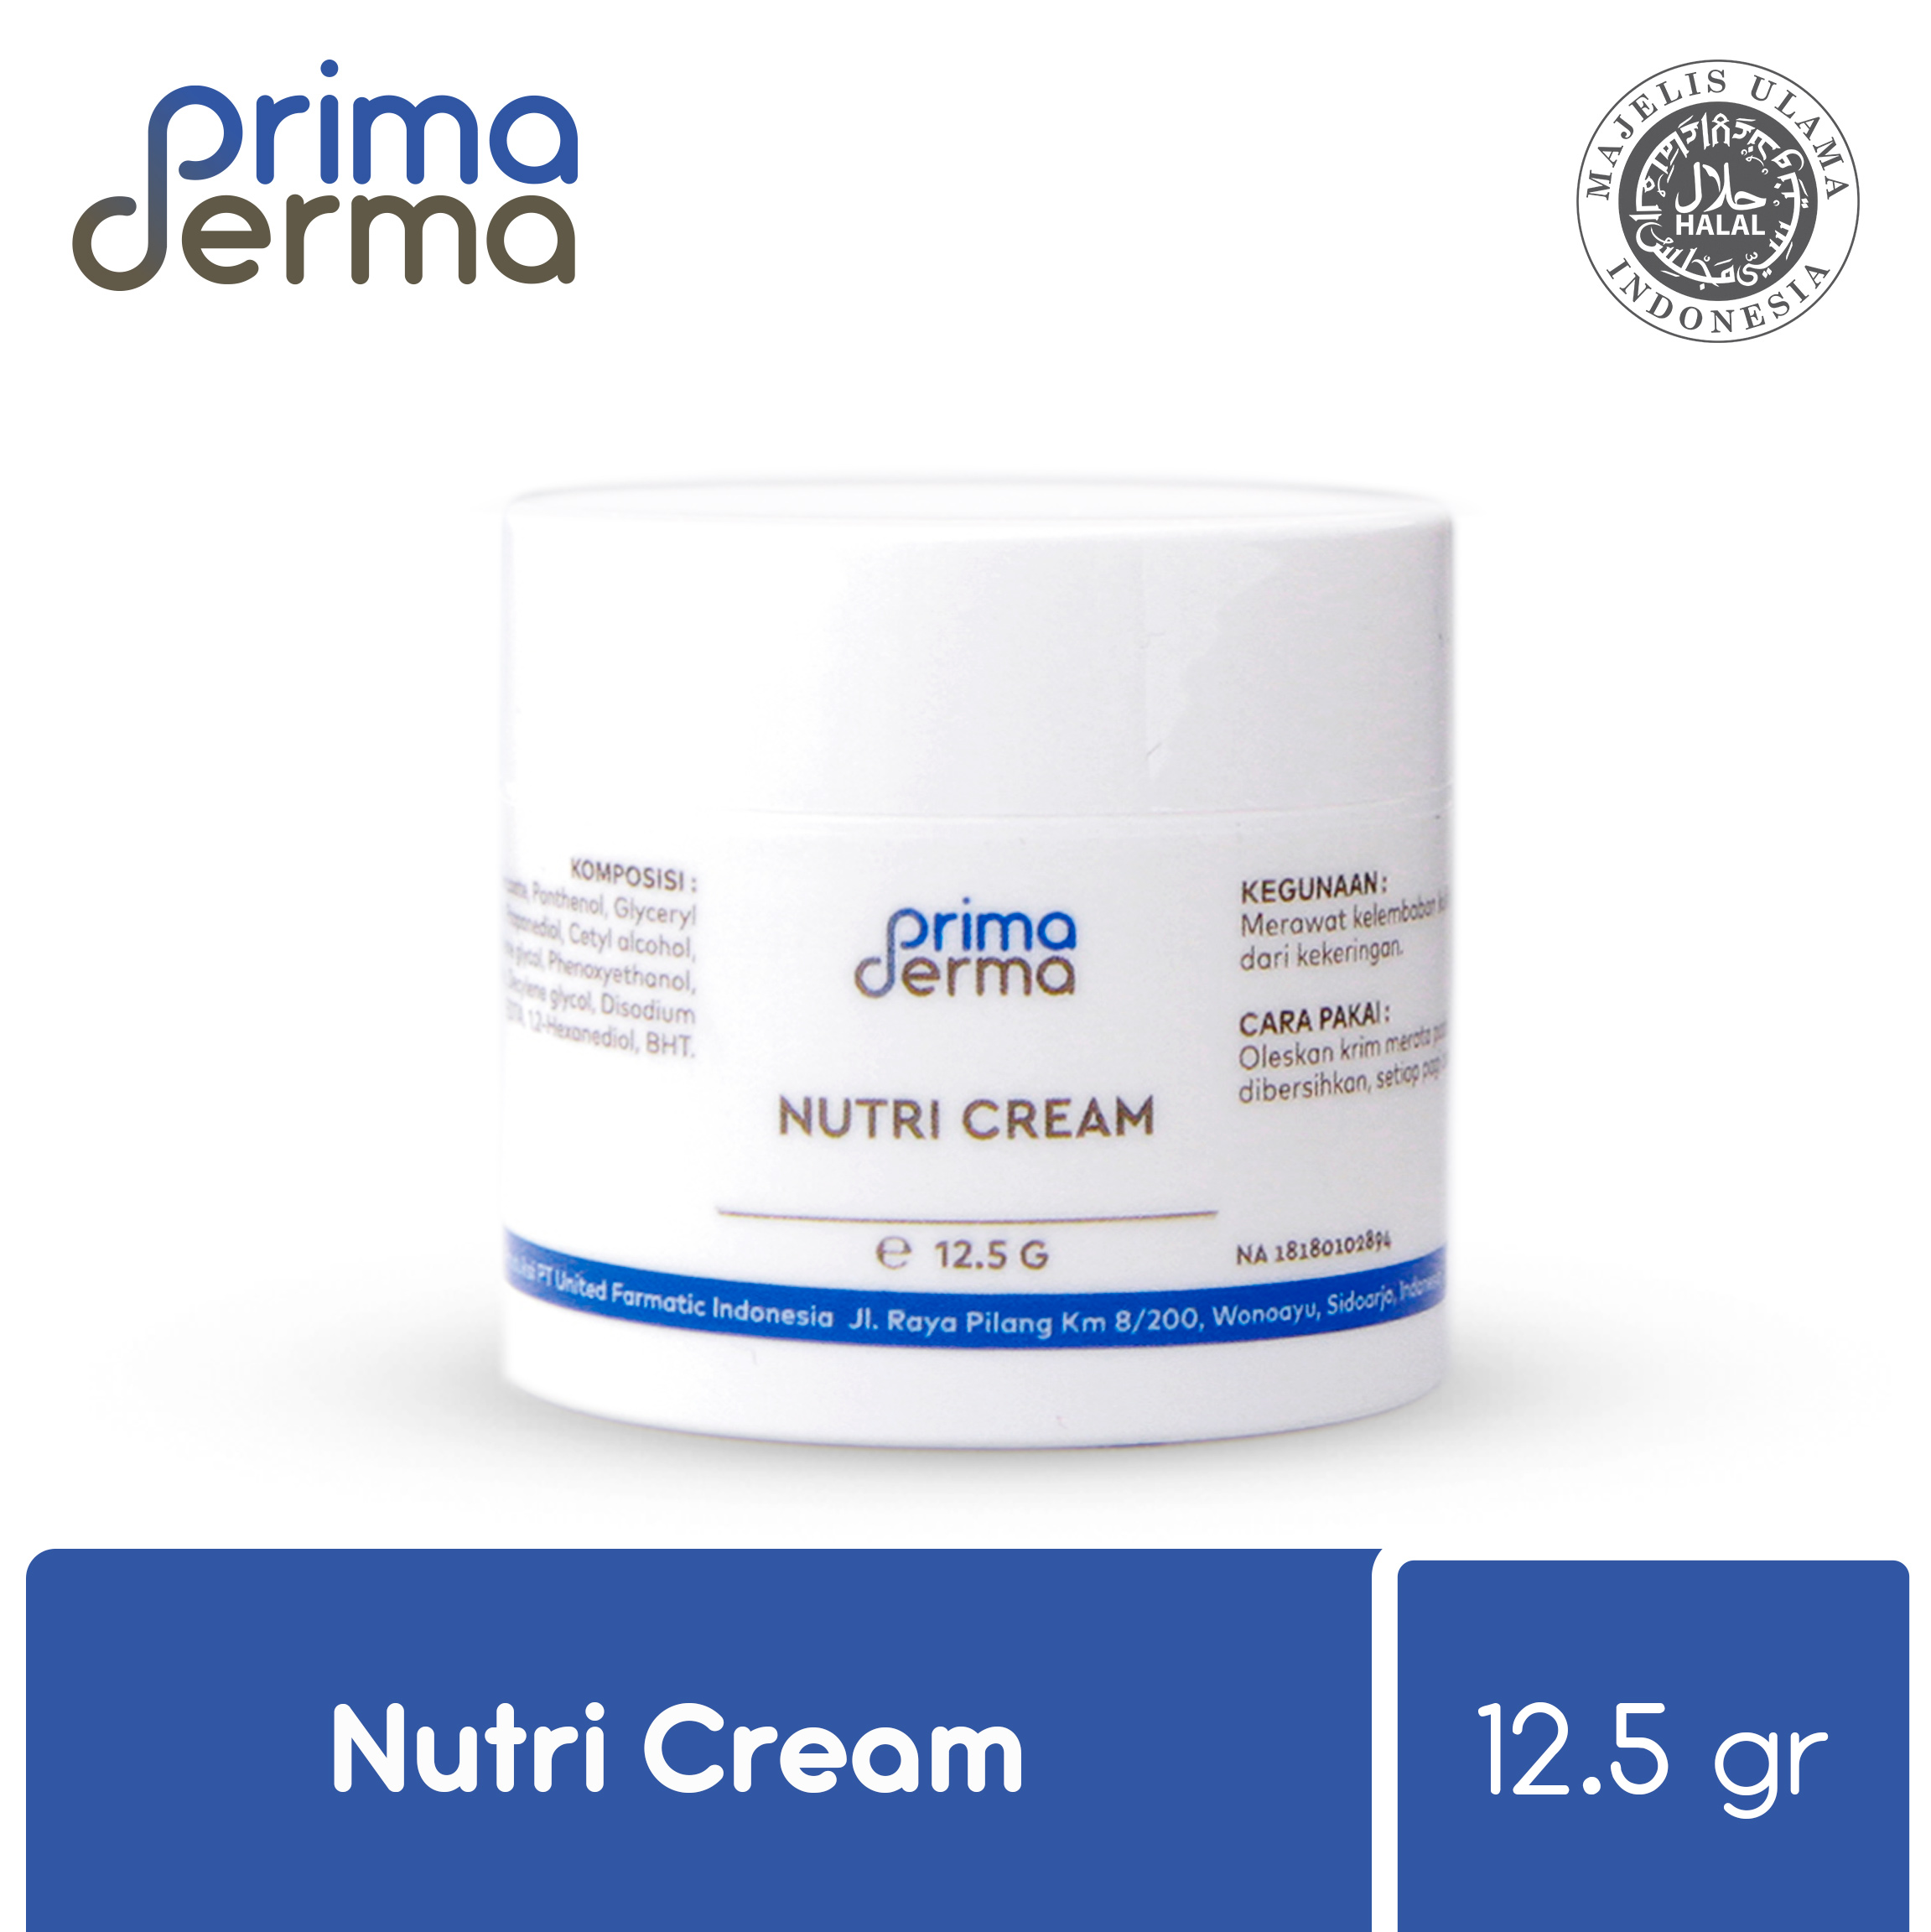 prima
derma
MAJELIS ULAMA
حلال
HALAL
INDONESIA
KOMPOSISI :
Panthenol, Glyceryl
Cetyl alcohol,
glycol, Phenoxyethanol,
glycol, Disodium
1,2-Hexanediol, BHT.
prima
derma
NUTRI CREAM
℮ 12.5 G
KEGUNAAN :
Merawat kelembaban
dari kekeringan.
CARA PAKAI :
Oleskan krim merata
dibersihkan, setiap
NA 18180102894
PT United Farmatic Indonesia Jl. Raya Pilang Km 8/200, Wonoayu, Sidoarjo,
Nutri Cream
12.5 gr